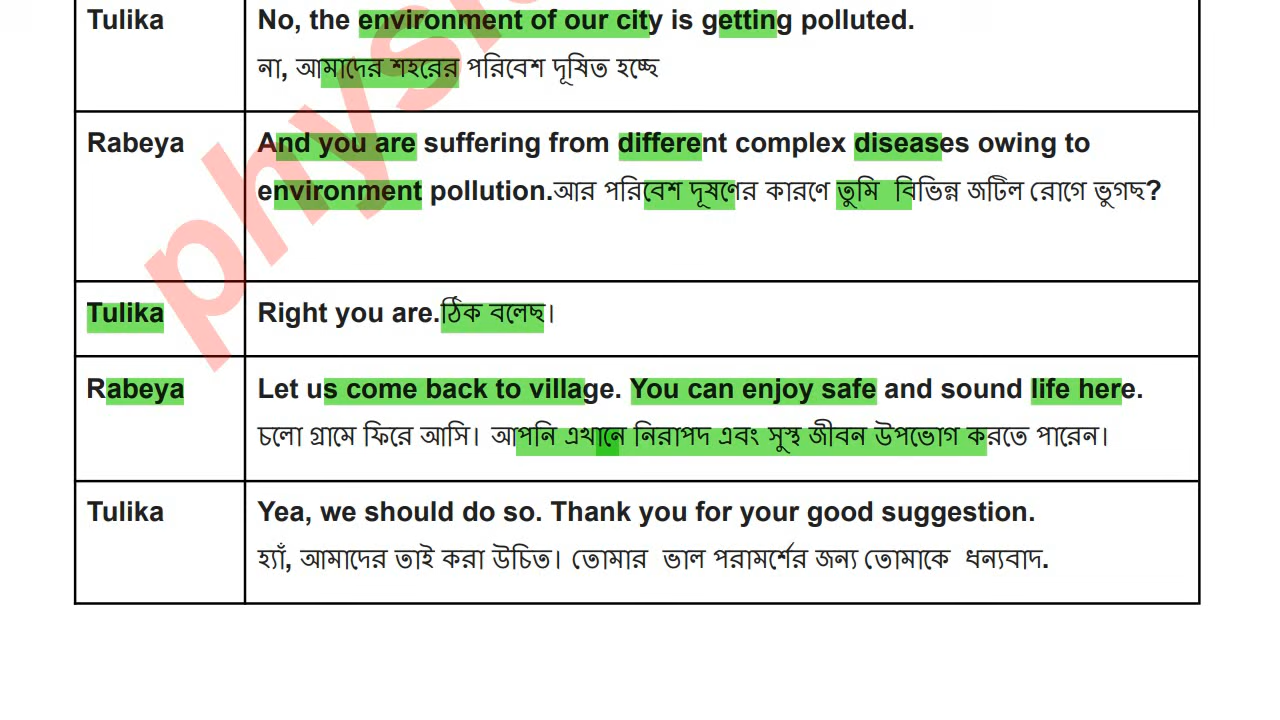 Tulika No, the environment of our city is getting polluted.
না, আমাদের শহরের পরিবেশ দূষিত হচ্ছে
Rabeya And you are suffering from different complex diseases owing to
environment pollution.আর পরিবেশ দূষণের কারণে তুমি বিভিন্ন জটিল রোগে ভুগছ?
Tulika Right you are.ঠিক বলেছ।
Rabeya Let us come back to village. You can enjoy safe and sound life here.
চলো গ্রামে ফিরে আসি। আপনি এখানে নিরাপদ এবং সুস্থ জীবন উপভোগ করতে পারেন।
Tulika Yea, we should do so. Thank you for your good suggestion.
হ্যাঁ, আমাদের তাই করা উচিত। তোমার ভাল পরামর্শের জন্য তোমাকে ধন্যবাদ.